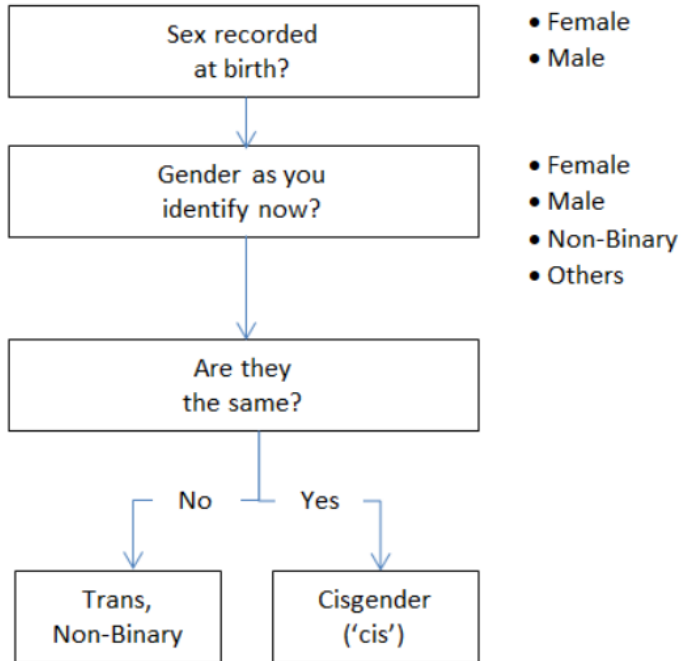 Sex recorded
at birth?
• Female
• Male
Gender as you
identify now?
• Female
• Male
• Non-Binary
• Others
Are they
the same?
No
Yes
Trans,
Non-Binary
Cisgender
(‘cis’)